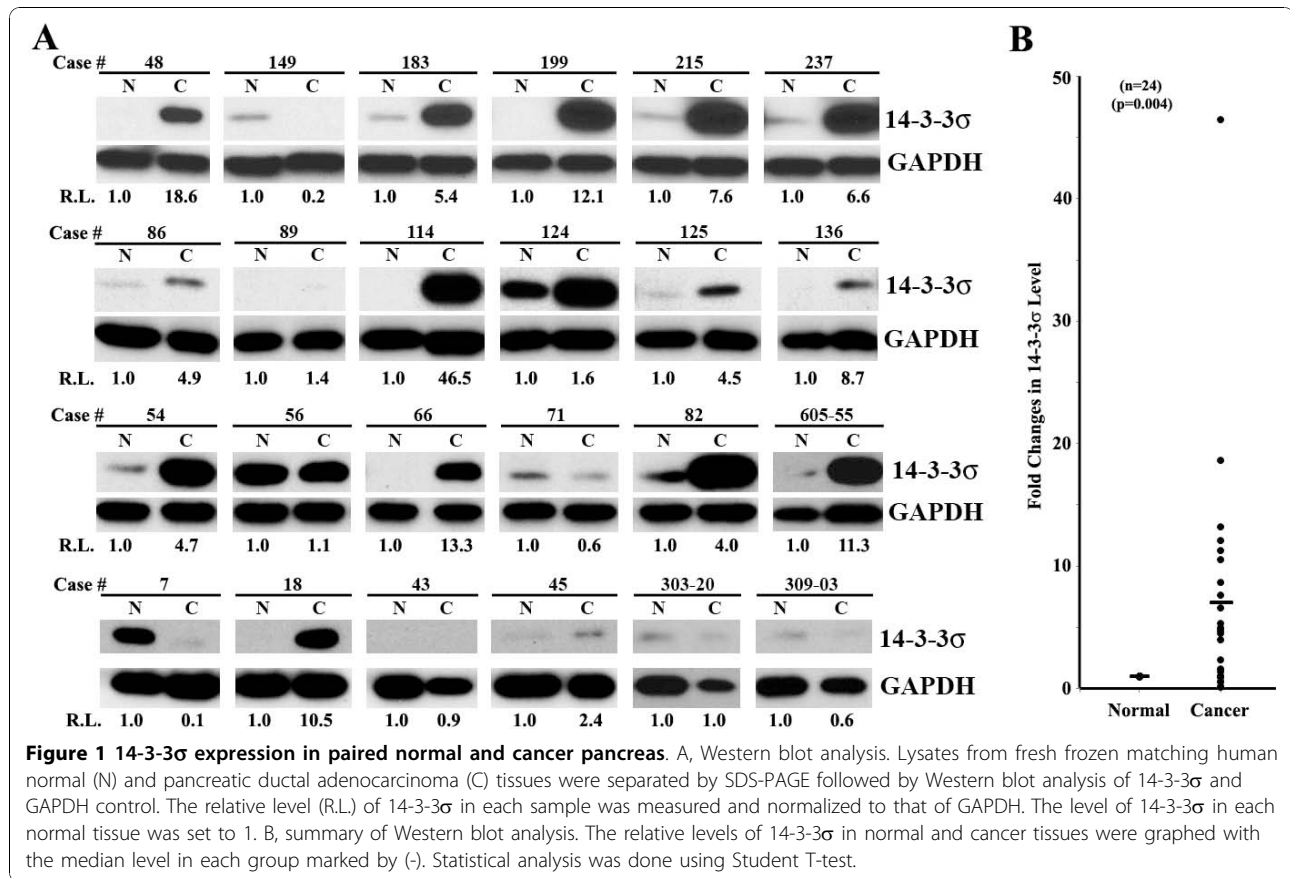 A
Case # 48 149 183 199 215 237
N C N C N C N C N C N C
14-3-3σ
GAPDH
R.L. 1.0 18.6 1.0 0.2 1.0 5.4 1.0 12.1 1.0 7.6 1.0 6.6
Case # 86 89 114 124 125 136
N C N C N C N C N C N C
14-3-3σ
GAPDH
R.L. 1.0 4.9 1.0 1.4 1.0 46.5 1.0 1.6 1.0 4.5 1.0 8.7
Case # 54 56 66 71 82 605-55
N C N C N C N C N C N C
14-3-3σ
GAPDH
R.L. 1.0 4.7 1.0 1.1 1.0 13.3 1.0 0.6 1.0 4.0 1.0 11.3
Case # 7 18 43 45 303-20 309-03
N C N C N C N C N C N C
14-3-3σ
GAPDH
R.L. 1.0 0.1 1.0 10.5 1.0 0.9 1.0 2.4 1.0 1.0 1.0 0.6
B
(n=24)
(p=0.004)
Fold Changes in 14-3-3σ Level
50
40
30
20
10
0
Normal Cancer
Figure 1 14-3-3σ expression in paired normal and cancer pancreas. A, Western blot analysis. Lysates from fresh frozen matching human
normal (N) and pancreatic ductal adenocarcinoma (C) tissues were separated by SDS-PAGE followed by Western blot analysis of 14-3-3σ and
GAPDH control. The relative level (R.L.) of 14-3-3σ in each sample was measured and normalized to that of GAPDH. The level of 14-3-3σ in each
normal tissue was set to 1. B, summary of Western blot analysis. The relative levels of 14-3-3σ in normal and cancer tissues were graphed with
the median level in each group marked by (-). Statistical analysis was done using Student T-test.